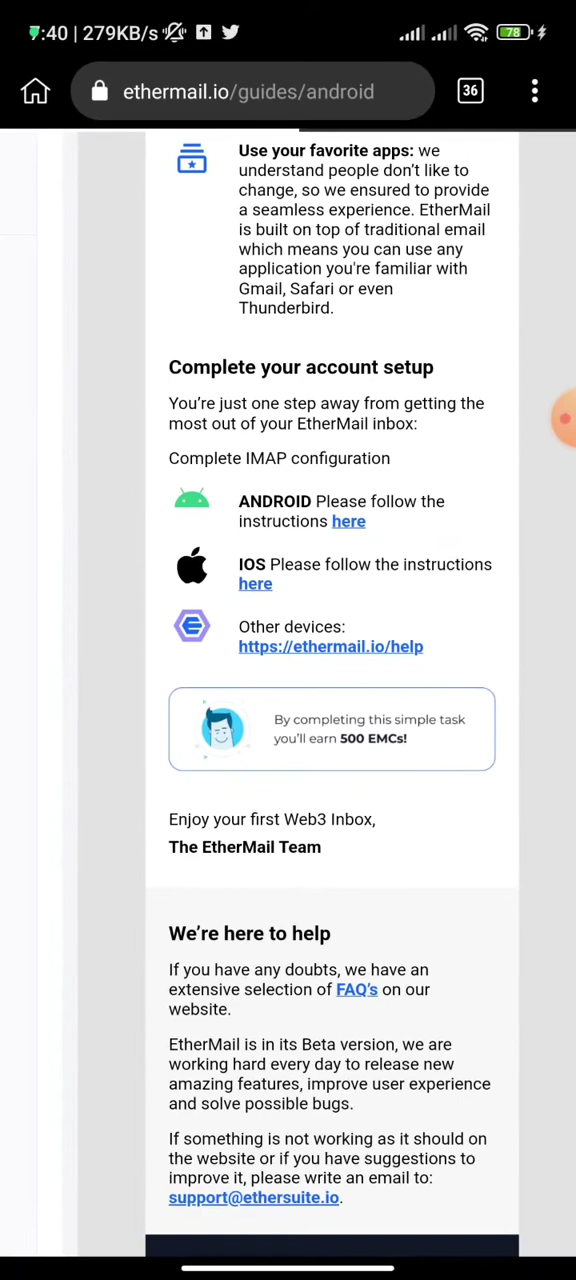 7:40 | 279KB/s
78
ethermail.io/guides/android
36
Use your favorite apps: we
understand people don't like to
change, so we ensured to provide
a seamless experience. EtherMail
is built on top of traditional email
which means you can use any
application you're familiar with
Gmail, Safari or even
Thunderbird.
Complete your account setup
You're just one step away from getting the
most out of your EtherMail inbox:
Complete IMAP configuration
ANDROID Please follow the
instructions here
IOS Please follow the instructions
here
Other devices:
https://ethermail.io/help
By completing this simple task
you'll earn 500 EMCs!
Enjoy your first Web3 Inbox,
The EtherMail Team
We're here to help
If you have any doubts, we have an
extensive selection of FAQ's on our
website.
EtherMail is in its Beta version, we are
working hard every day to release new
amazing features, improve user experience
and solve possible bugs.
If something is not working as it should on
the website or if you have suggestions to
improve it, please write an email to:
support@ethersuite.io.